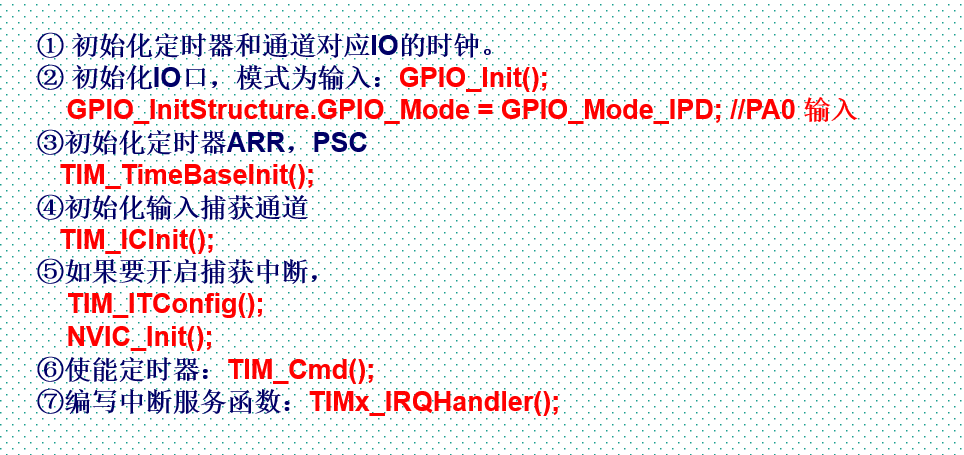 ① 初始化定时器和通道对应IO的时钟。
② 初始化IO口，模式为输入：GPIO_Init();
GPIO_InitStructure.GPIO_Mode = GPIO_Mode_IPD; //PA0 输入
③初始化定时器ARR，PSC
TIM_TimeBaseInit();
④初始化输入捕获通道
TIM_ICInit();
⑤如果要开启捕获中断，
TIM_ITConfig();
NVIC_Init();
⑥使能定时器：TIM_Cmd();
⑦编写中断服务函数：TIMx_IRQHandler();